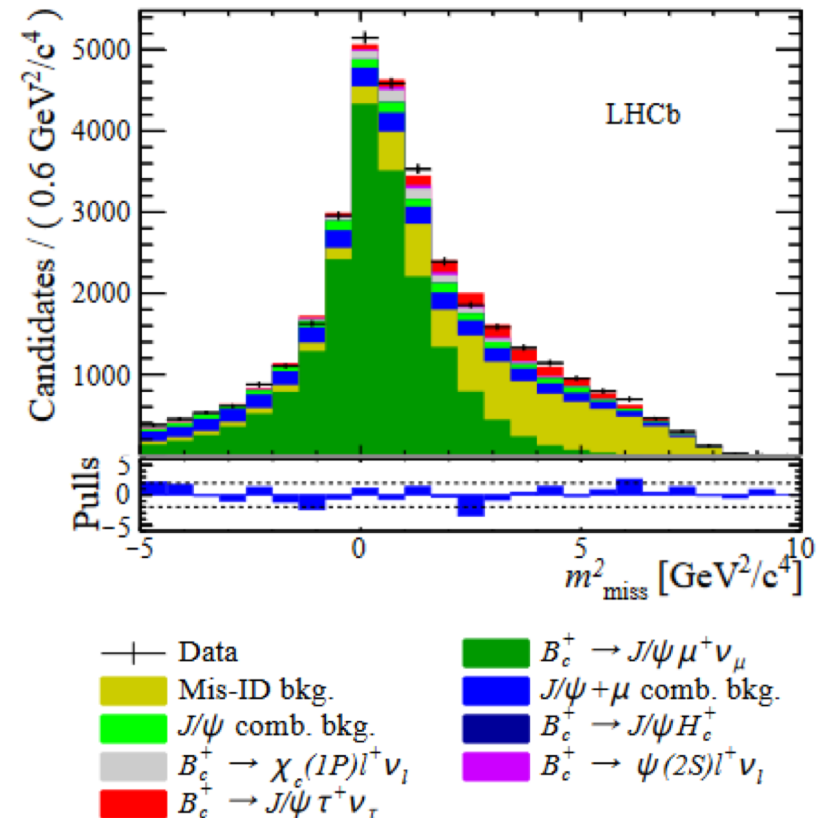 Candidates / ( 0.6 GeV²/c⁴ )
5000
4000
3000
2000
1000
LHCb
Pulls
5
0
−5
−5 0 5 10
m²_miss [GeV²/c⁴]
Data
Mis-ID bkg.
J/ψ comb. bkg.
B_c⁺ → χ_c(1P)l⁺ν_l
B_c⁺ → J/ψ τ⁺ν_τ
B_c⁺ → J/ψ μ⁺ν_μ
J/ψ+μ comb. bkg.
B_c⁺ → J/ψH_c⁺
B_c⁺ → ψ(2S)l⁺ν_l